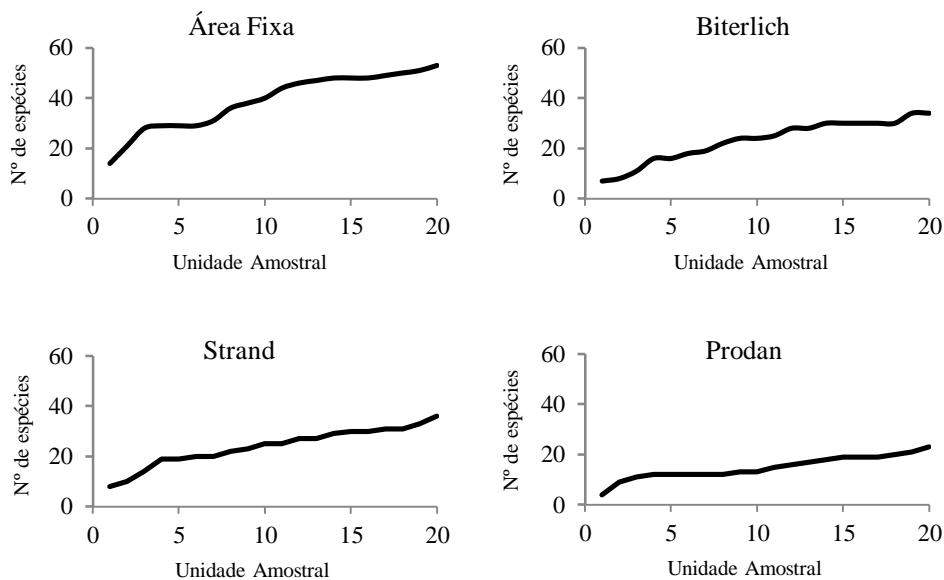 Área Fixa
60
40
20
0
Nº de espécies
0 5 10 15 20
Unidade Amostral
Biterlich
60
40
20
0
Nº de espécies
0 5 10 15 20
Unidade Amostral
Strand
60
40
20
0
Nº de espécies
0 5 10 15 20
Unidade Amostral
Prodan
60
40
20
0
Nº de espécies
0 5 10 15 20
Unidade Amostral